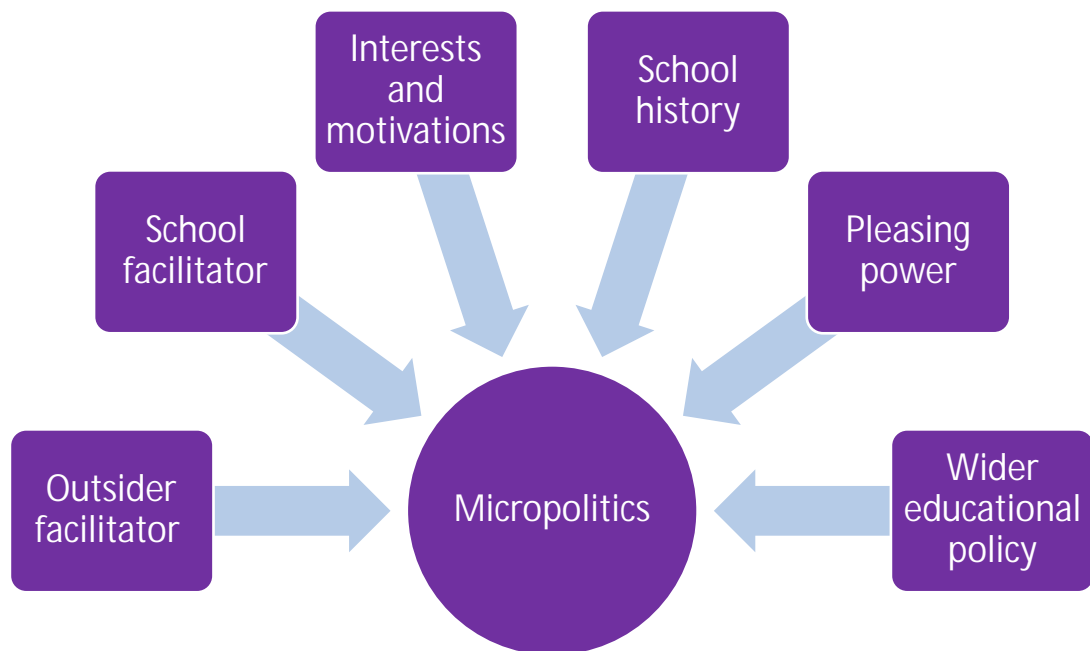 Interests
and
motivations
School
history
School
facilitator
Pleasing
power
Outsider
facilitator
Micropolitics
Wider
educational
policy